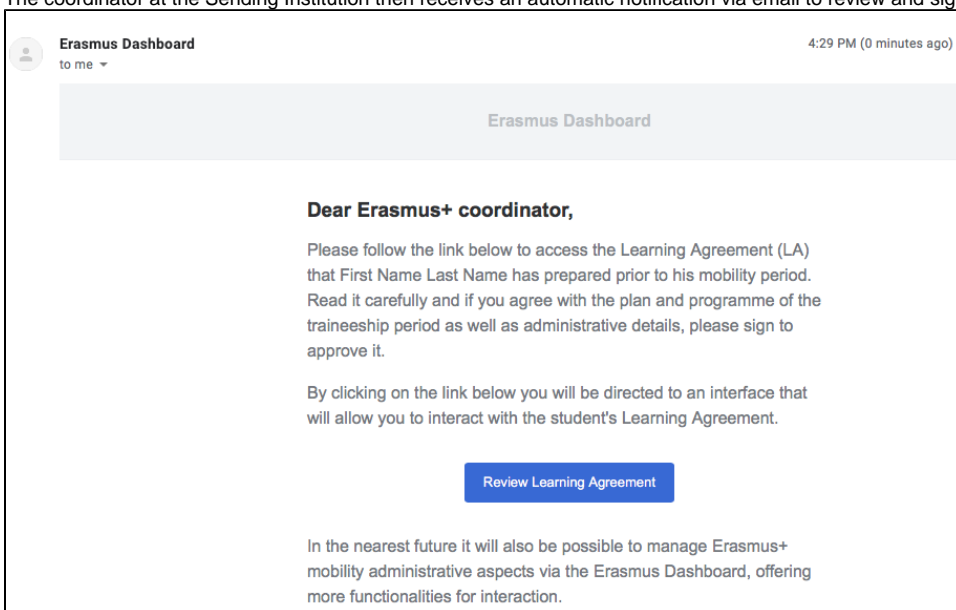 The coordinator at the Sending Institution then receives an automatic notification via email to review and sig
Erasmus Dashboard
4:29 PM (0 minutes ago)
to me
Erasmus Dashboard
Dear Erasmus+ coordinator,
Please follow the link below to access the Learning Agreement (LA)
that First Name Last Name has prepared prior to his mobility period.
Read it carefully and if you agree with the plan and programme of the
traineeship period as well as administrative details, please sign to
approve it.
By clicking on the link below you will be directed to an interface that
will allow you to interact with the student's Learning Agreement.
Review Learning Agreement
In the nearest future it will also be possible to manage Erasmus+
mobility administrative aspects via the Erasmus Dashboard, offering
more functionalities for interaction.